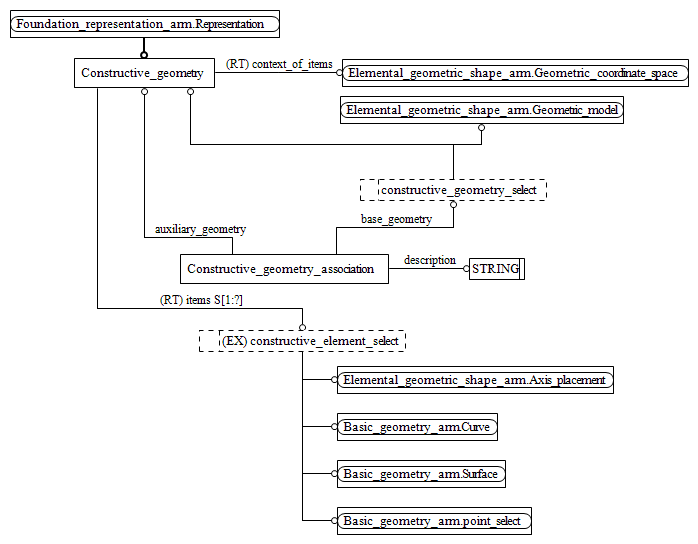 Foundation_representation_arm.Representation
Constructive_geometry
(RT) context_of_items
Elemental_geometric_shape_arm.Geometric_coordinate_space
Elemental_geometric_shape_arm.Geometric_model
constructive_geometry_select
base_geometry
auxiliary_geometry
Constructive_geometry_association
description
STRING
(RT) items S[1:?]
(EX) constructive_element_select
Elemental_geometric_shape_arm.Axis_placement
Basic_geometry_arm.Curve
Basic_geometry_arm.Surface
Basic_geometry_arm.point_select